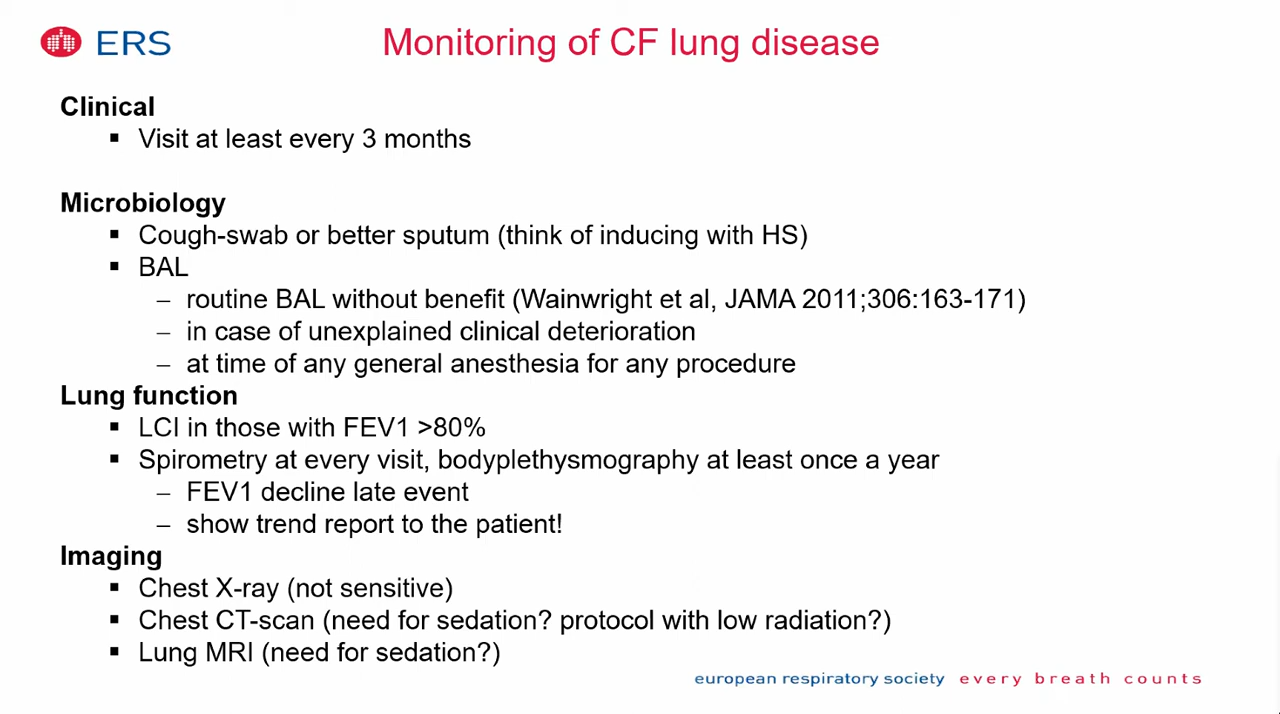 ERS
Monitoring of CF lung disease
Clinical
▪ Visit at least every 3 months
Microbiology
▪ Cough-swab or better sputum (think of inducing with HS)
▪ BAL
– routine BAL without benefit (Wainwright et al, JAMA 2011;306:163-171)
– in case of unexplained clinical deterioration
– at time of any general anesthesia for any procedure
Lung function
▪ LCI in those with FEV1 >80%
▪ Spirometry at every visit, bodyplethysmography at least once a year
– FEV1 decline late event
– show trend report to the patient!
Imaging
▪ Chest X-ray (not sensitive)
▪ Chest CT-scan (need for sedation? protocol with low radiation?)
▪ Lung MRI (need for sedation?)
european respiratory society every breath counts